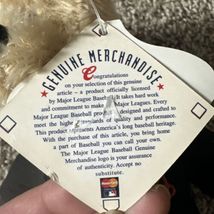 GENUINE MERCHANDISE
Congratulations
on your selection of this genuine
article - a product officially licensed
by Major League Baseball. It takes hard work
and commitment to make the Major Leagues. Every
Major League Baseball product is designed and crafted to
meet the highest standards of quality and performance.
This product represents America's long baseball heritage.
With the purchase of this article, you bring home
a part of Baseball you can call your own.
The Major League Baseball Genuine
Merchandise logo is your assurance
of authenticity. Accept no
substitute.